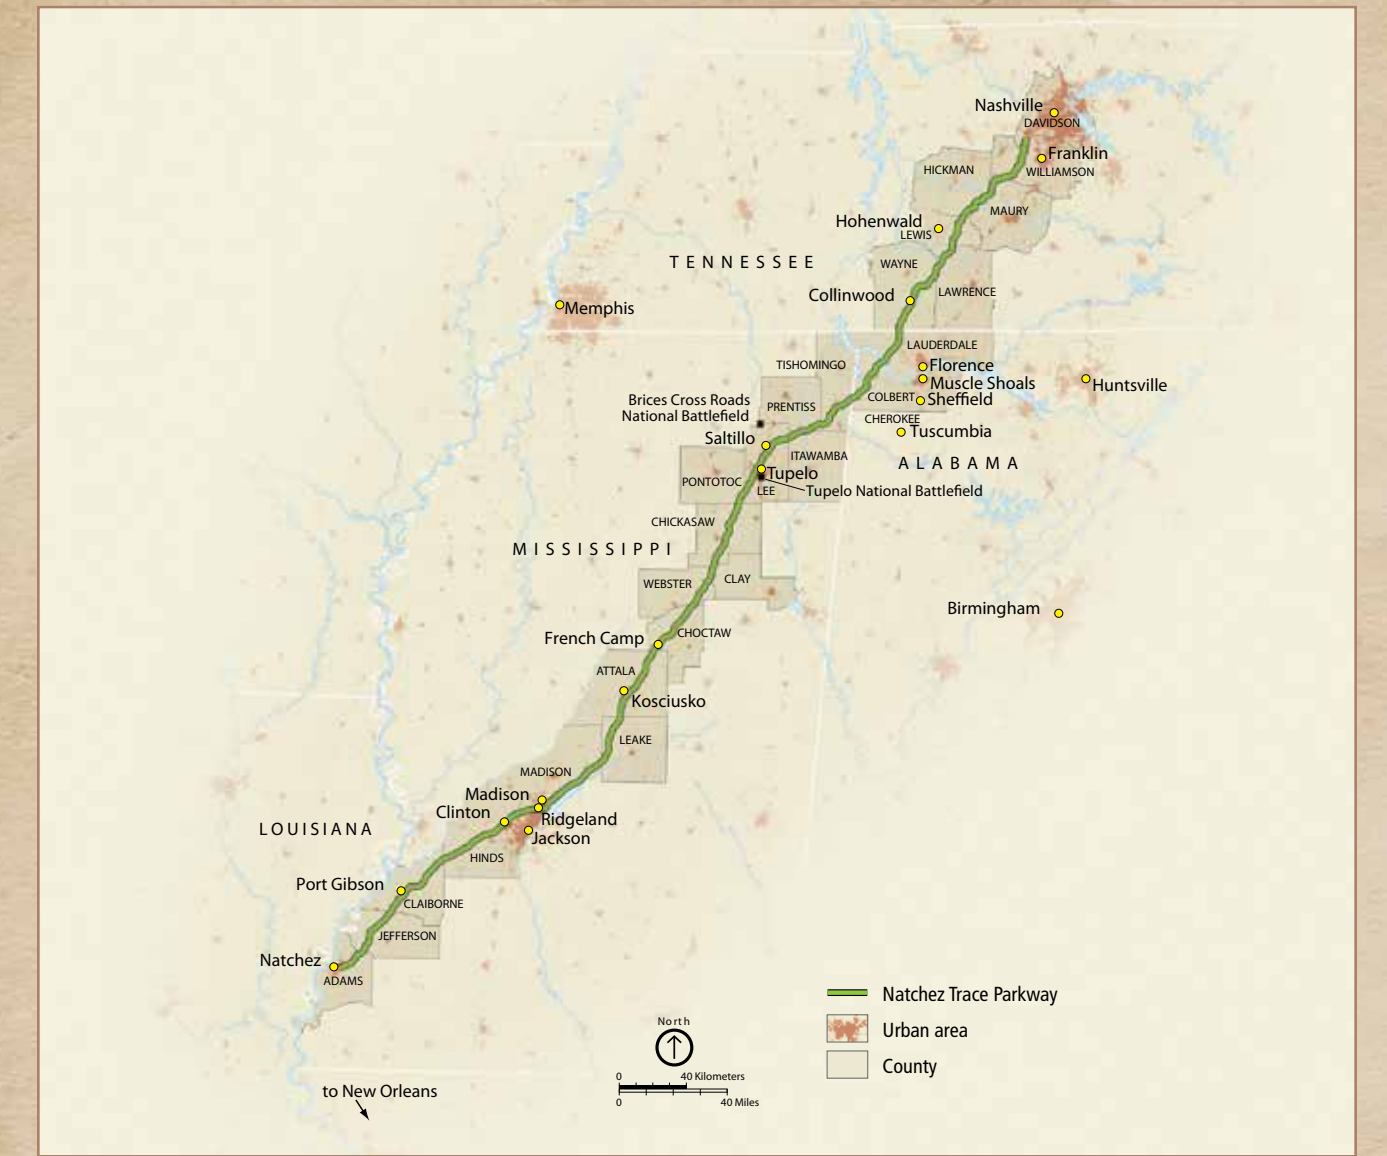 Nashville
DAVIDSON
Franklin
HICKMAN
WILLIAMSON
MAURY
Hohenwald
LEWIS
TENNESSEE
WAYNE
Collinwood
LAWRENCE
Memphis
LAUDERDALE
TISHOMINGO
Florence
Muscle Shoals
Huntsville
COLBERT
Sheffield
Brices Cross Roads
National Battlefield
PRENTISS
CHEROKEE
Tuscumbia
Saltillo
ITAWAMBA
ALABAMA
Tupelo
PONTOTOC
LEE
Tupelo National Battlefield
CHICKASAW
MISSISSIPPI
WEBSTER
CLAY
Birmingham
French Camp
CHOCTAW
ATTALA
Kosciusko
LEAKE
MADISON
Madison
Clinton
Ridgeland
LOUISIANA
Jackson
HINDS
Port Gibson
CLAIBORNE
JEFFERSON
Natchez
ADAMS
Natchez Trace Parkway
Urban area
County
North
0 40 Kilometers
0 40 Miles
to New Orleans